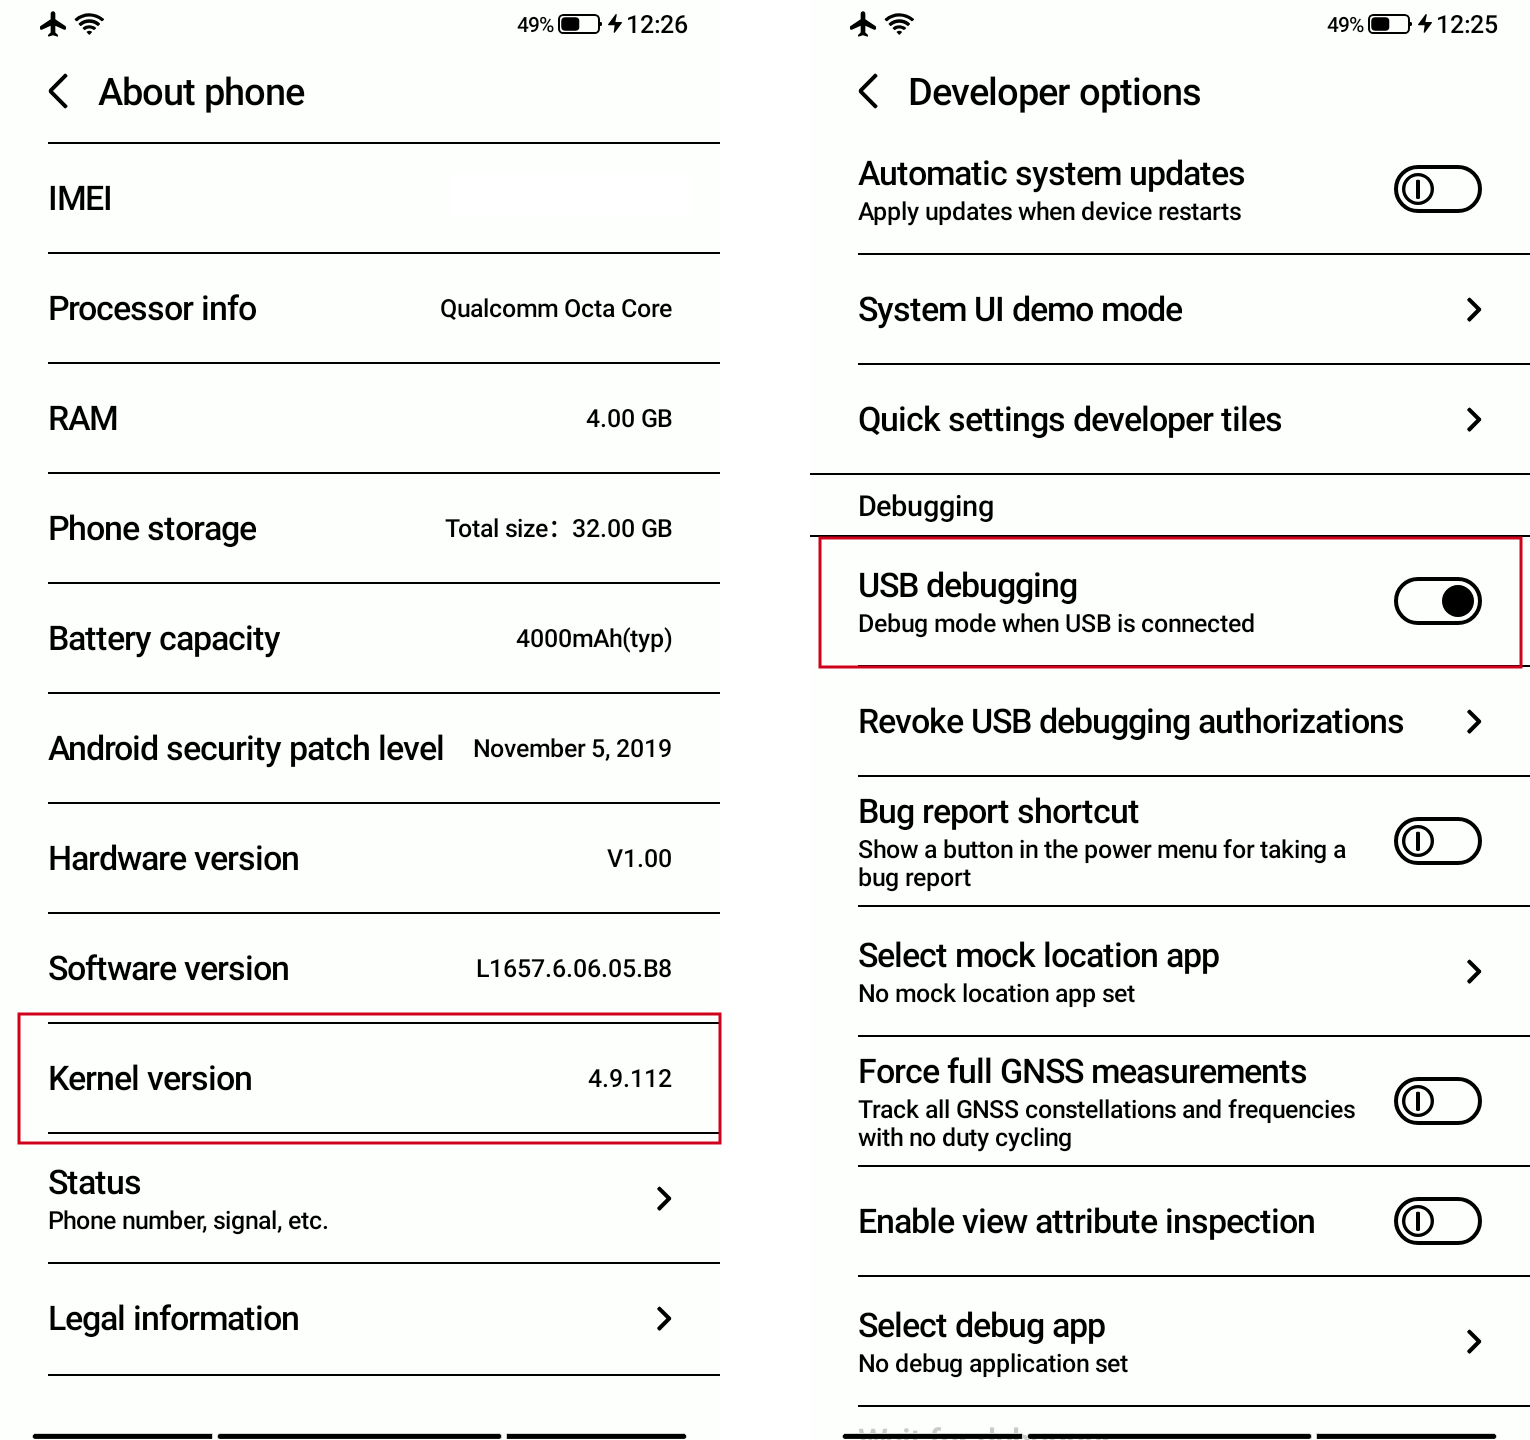 49% 12:26
About phone
IMEI
Processor info Qualcomm Octa Core
RAM 4.00 GB
Phone storage Total size：32.00 GB
Battery capacity 4000mAh(typ)
Android security patch level November 5, 2019
Hardware version V1.00
Software version L1657.6.06.05.B8
Kernel version 4.9.112
Status
Phone number, signal, etc.
Legal information
49% 12:25
Developer options
Automatic system updates
Apply updates when device restarts
System UI demo mode
Quick settings developer tiles
Debugging
USB debugging
Debug mode when USB is connected
Revoke USB debugging authorizations
Bug report shortcut
Show a button in the power menu for taking a
bug report
Select mock location app
No mock location app set
Force full GNSS measurements
Track all GNSS constellations and frequencies
with no duty cycling
Enable view attribute inspection
Select debug app
No debug application set